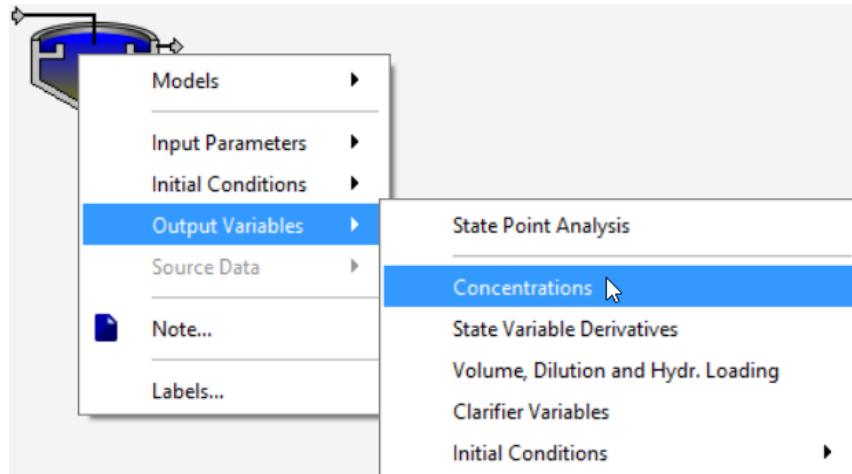 Models
Input Parameters
Initial Conditions
Output Variables
Source Data
Note...
Labels...
State Point Analysis
Concentrations
State Variable Derivatives
Volume, Dilution and Hydr. Loading
Clarifier Variables
Initial Conditions